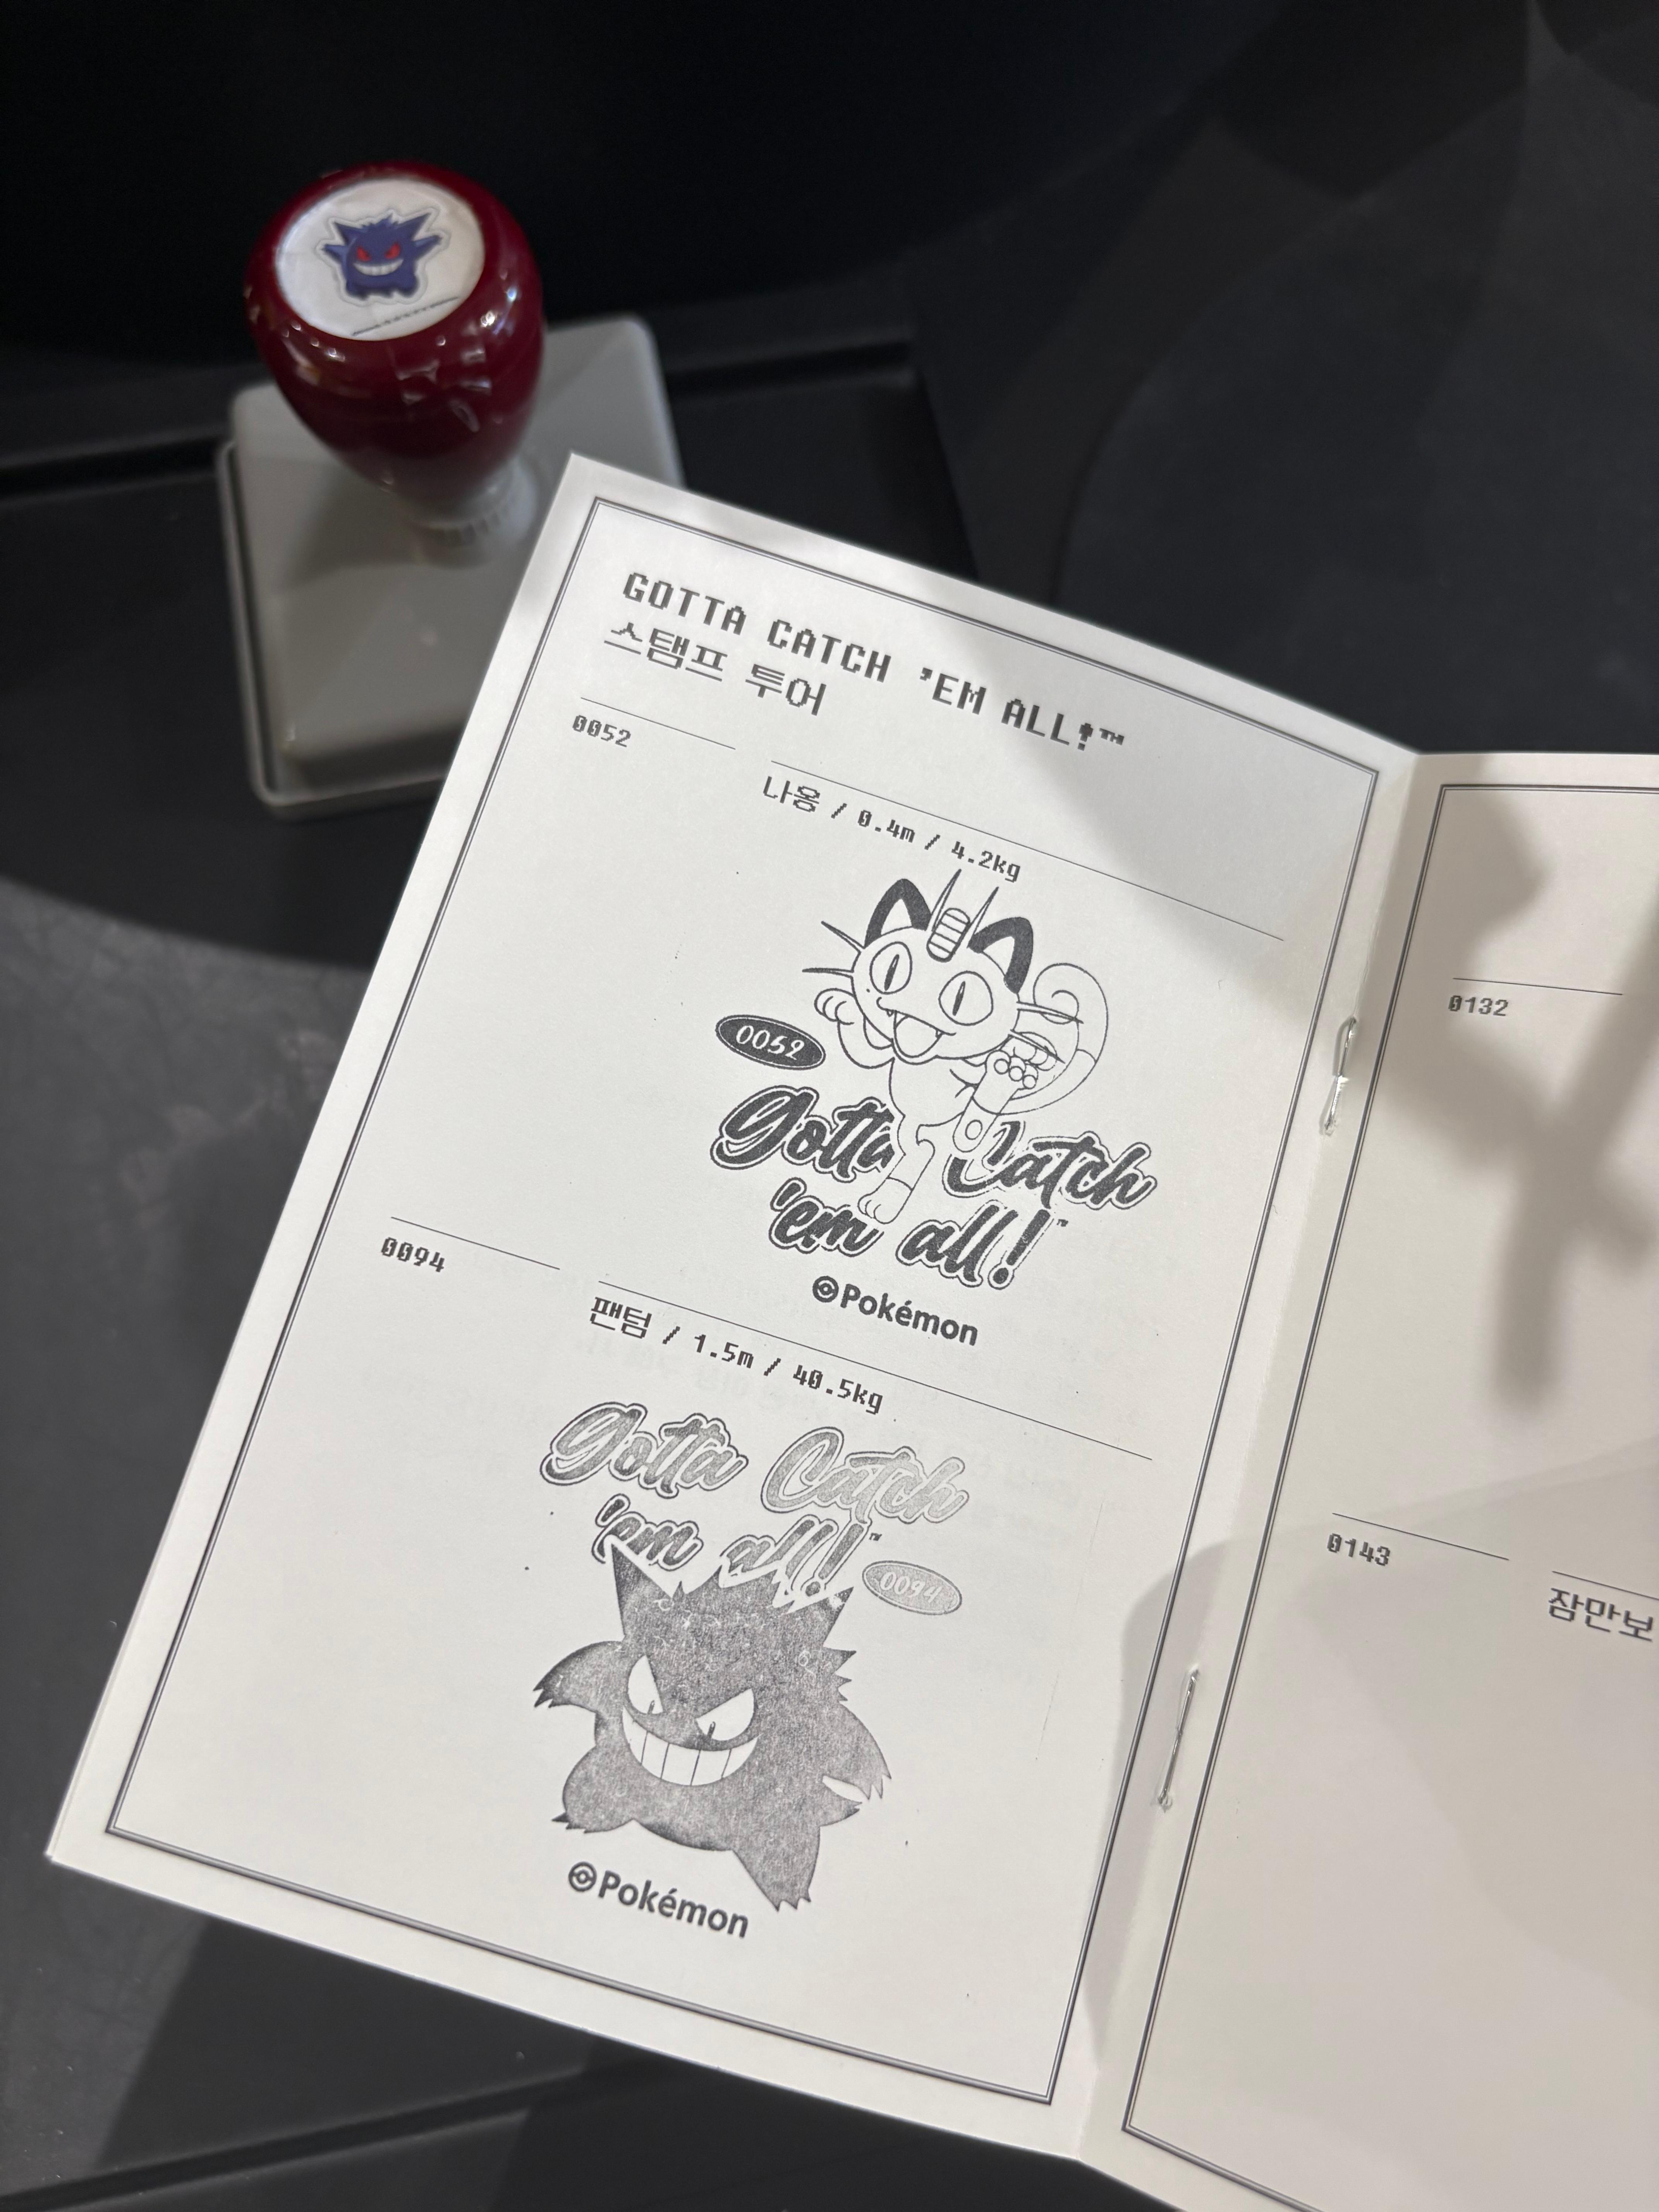 GOTTA CATCH 'EM ALL!™
스탬프 투어
0052
나옹 / 0.4m / 4.2kg
0052
Gotta Catch
'em all!™
Pokémon
0094
팬텀 / 1.5m / 40.5kg
Gotta Catch
'em all!™
0094
Pokémon
0132
0143
잠만보